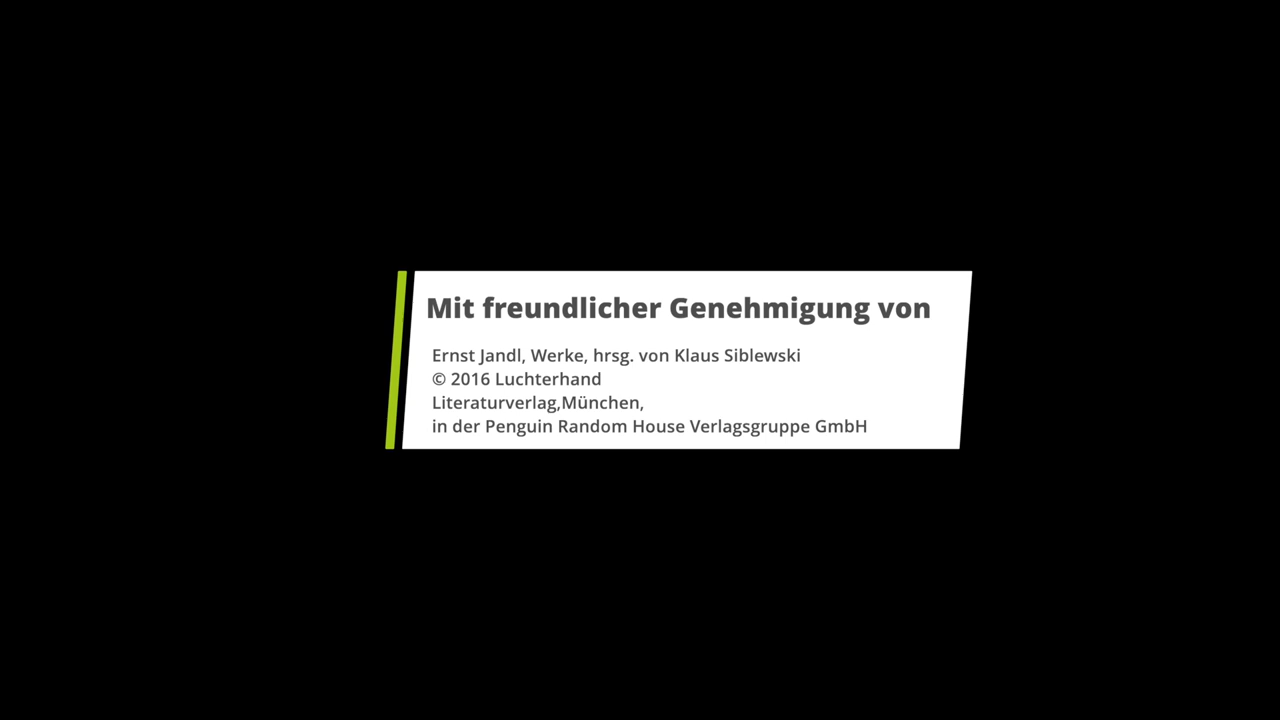 Mit freundlicher Genehmigung von
Ernst Jandl, Werke, hrsg. von Klaus Siblewski
© 2016 Luchterhand
Literaturverlag,München,
in der Penguin Random House Verlagsgruppe GmbH